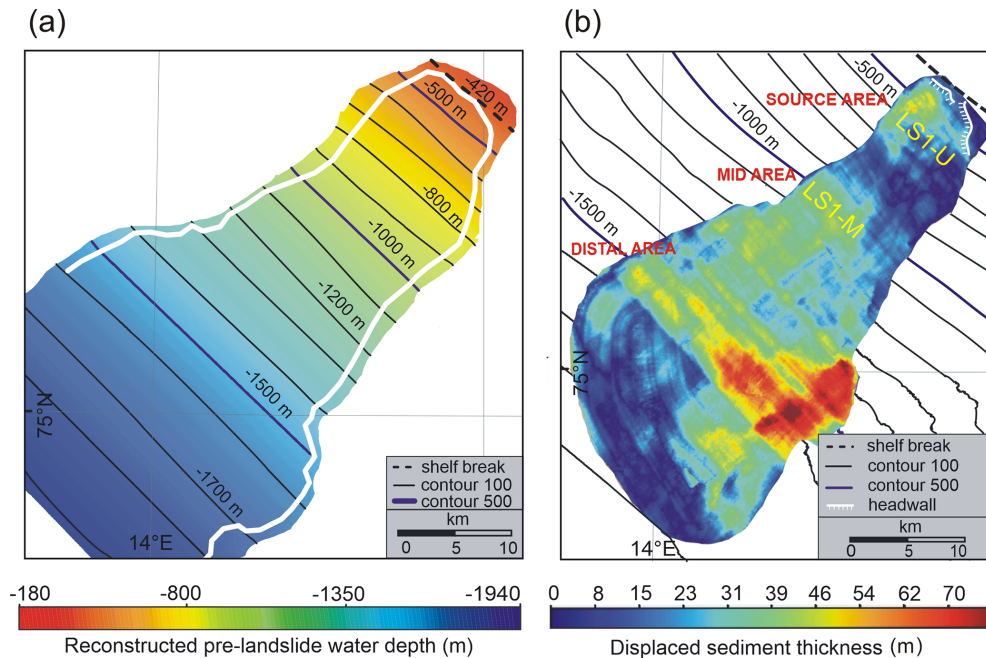 (a)
-420 m
-500 m
-800 m
-1000 m
-1200 m
-1500 m
-1700 m
75°N
14°E
shelf break
contour 100
contour 500
km
0 5 10
-180 -800 -1350 -1940
Reconstructed pre-landslide water depth (m)
(b)
-500 m
SOURCE AREA
LS1-U
-1000 m
MID AREA
LS1-M
-1500 m
DISTAL AREA
75°N
14°E
shelf break
contour 100
contour 500
headwall
km
0 5 10
0 8 15 23 31 39 47 54 62 70
Displaced sediment thickness (m)